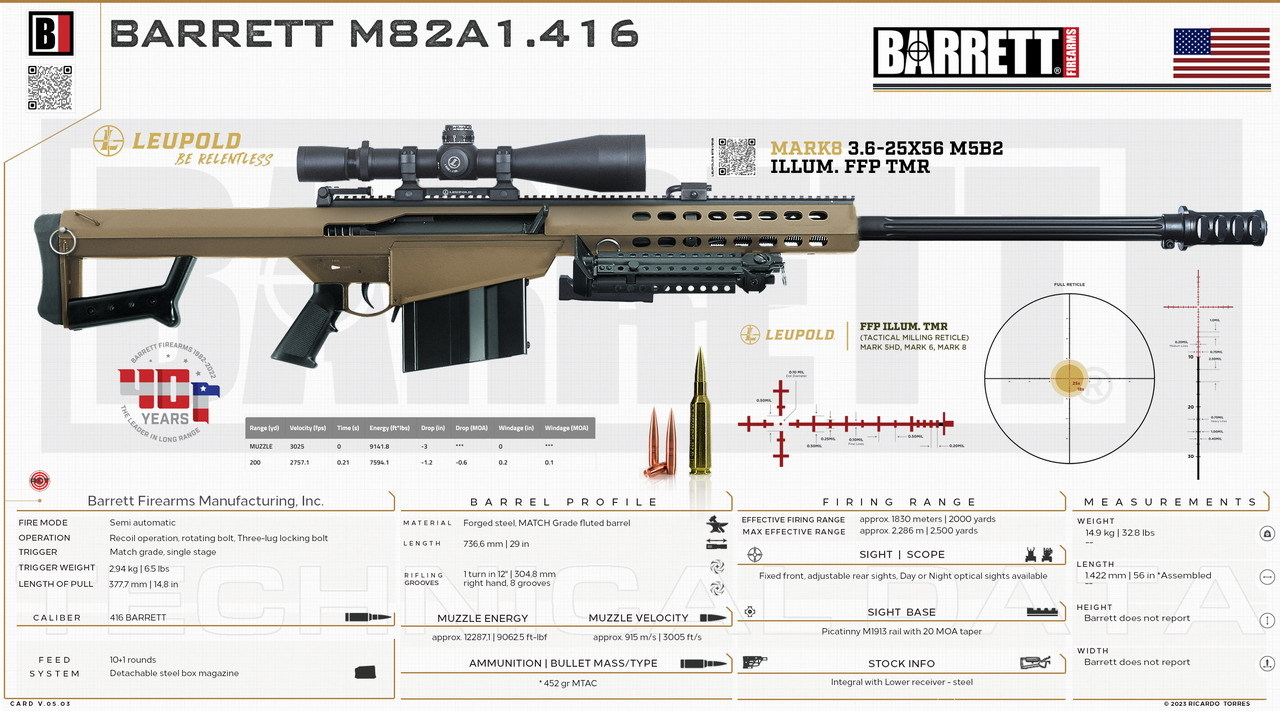 BARRETT M82A1.416
B
BARRETT FIREARMS
LEUPOLD
BE RELENTLESS
MARK8 3.6-25X56 M5B2
ILLUM. FFP TMR
LEUPOLD
FULL RETICLE
LEUPOLD
FFP ILLUM. TMR
(TACTICAL MILLING RETICLE)
MARK 5HD, MARK 6, MARK 8
BARRETT FIREARMS 1982-2022
40
YEARS
THE LEADER IN LONG RANGE
10
20
30
Range (yd) Velocity (fps) Time (s) Energy (ft*lbs) Drop (in) Drop (MOA) Windage (in) Windage (MOA)
MUZZLE 3025 0 9141.8 -3 *** 0 ***
200 2757.1 0.21 7594.1 -1.2 -0.6 0.2 0.1
Barrett Firearms Manufacturing, Inc.
FIRE MODE Semi automatic
OPERATION Recoil operation, rotating bolt, Three-lug locking bolt
TRIGGER Match grade, single stage
TRIGGER WEIGHT 2,94 kg | 6.5 lbs
LENGTH OF PULL 377,7 mm | 14,8 in
CALIBER 416 BARRETT
FEED SYSTEM
10+1 rounds
Detachable steel box magazine
BARREL PROFILE
MATERIAL Forged steel, MATCH Grade fluted barrel
LENGTH 736,6 mm | 29 in
RIFLING GROOVES
1 turn in 12" | 304,8 mm
right hand, 8 grooves
MUZZLE ENERGY MUZZLE VELOCITY
approx. 12287,1 | 9062.5 ft-lbf approx. 915 m/s | 3005 ft/s
AMMUNITION | BULLET MASS/TYPE
* 452 gr MTAC
FIRING RANGE
EFFECTIVE FIRING RANGE approx. 1830 meters | 2000 yards
MAX EFFECTIVE RANGE approx. 2,286 m | 2,500 yards
SIGHT | SCOPE
Fixed front, adjustable rear sights, Day or Night optical sights available
SIGHT BASE
Picatinny M1913 rail with 20 MOA taper
STOCK INFO
Integral with Lower receiver - steel
MEASUREMENTS
WEIGHT
14.9 kg | 32.8 lbs
--
LENGTH
1.422 mm | 56 in *Assembled
--
HEIGHT
Barrett does not report
WIDTH
Barrett does not report
TECHNICAL DATA
BARRETT
CARD V.05.03
© 2023 RICARDO TORRES